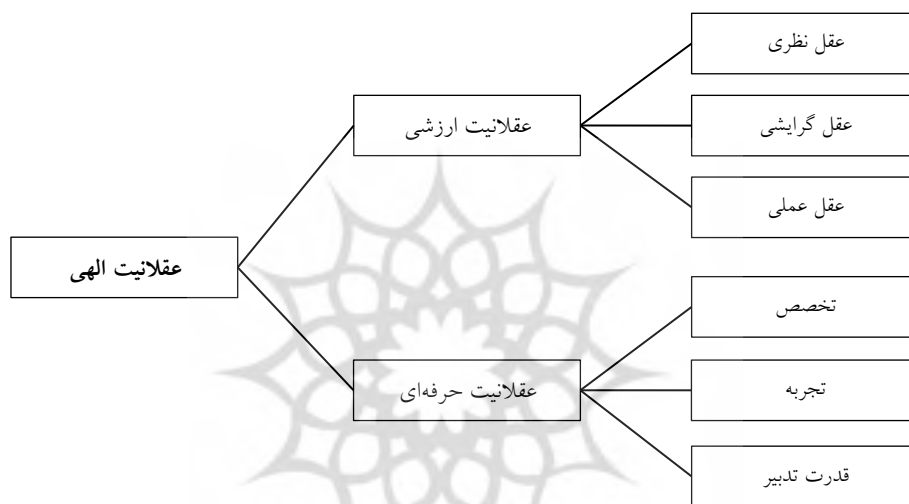 عقل نظری
عقلانیت ارزشی
عقل گرایشی
عقل عملی
عقلانیت الهی
تخصص
عقلانیت حرفه‌ای
تجربه
قدرت تدبیر